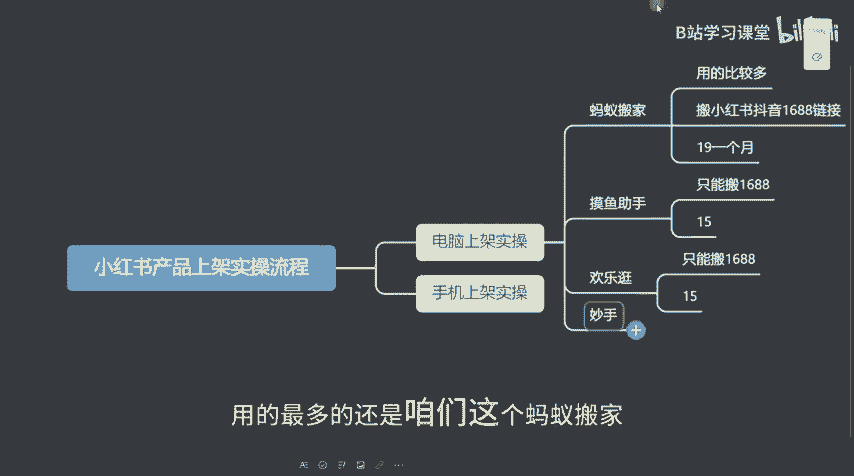 B站学习课堂
用的比较多
蚂蚁搬家
搬小红书抖音1688链接
19一个月
只能搬1688
摸鱼助手
15
电脑上架实操
只能搬1688
小红书产品上架实操流程
欢乐逛
手机上架实操
15
妙手
用的最多的还是咱们这个蚂蚁搬家